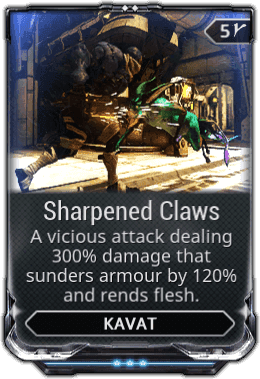 5
Sharpened Claws
A vicious attack dealing
300% damage that
sunders armour by 120%
and rends flesh.
KAVAT